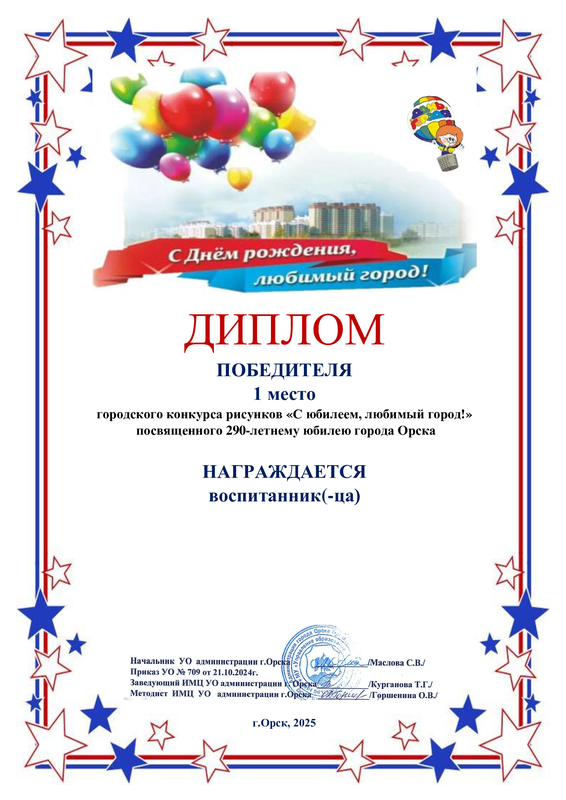 День
города
С Днём рождения,
любимый город!
ДИПЛОМ
ПОБЕДИТЕЛЯ
1 место
городского конкурса рисунков «С юбилеем, любимый город!»
посвященного 290-летнему юбилею города Орска
НАГРАЖДАЕТСЯ
воспитанник(-ца)
Начальник УО администрации г.Орска /Маслова С.В./
Приказ УО № 709 от 21.10.2024г.
Заведующий ИМЦ УО администрации г.Орска /Курганова Т.Г./
Методист ИМЦ УО администрации г.Орска /Горшенина О.В./
г.Орск, 2025